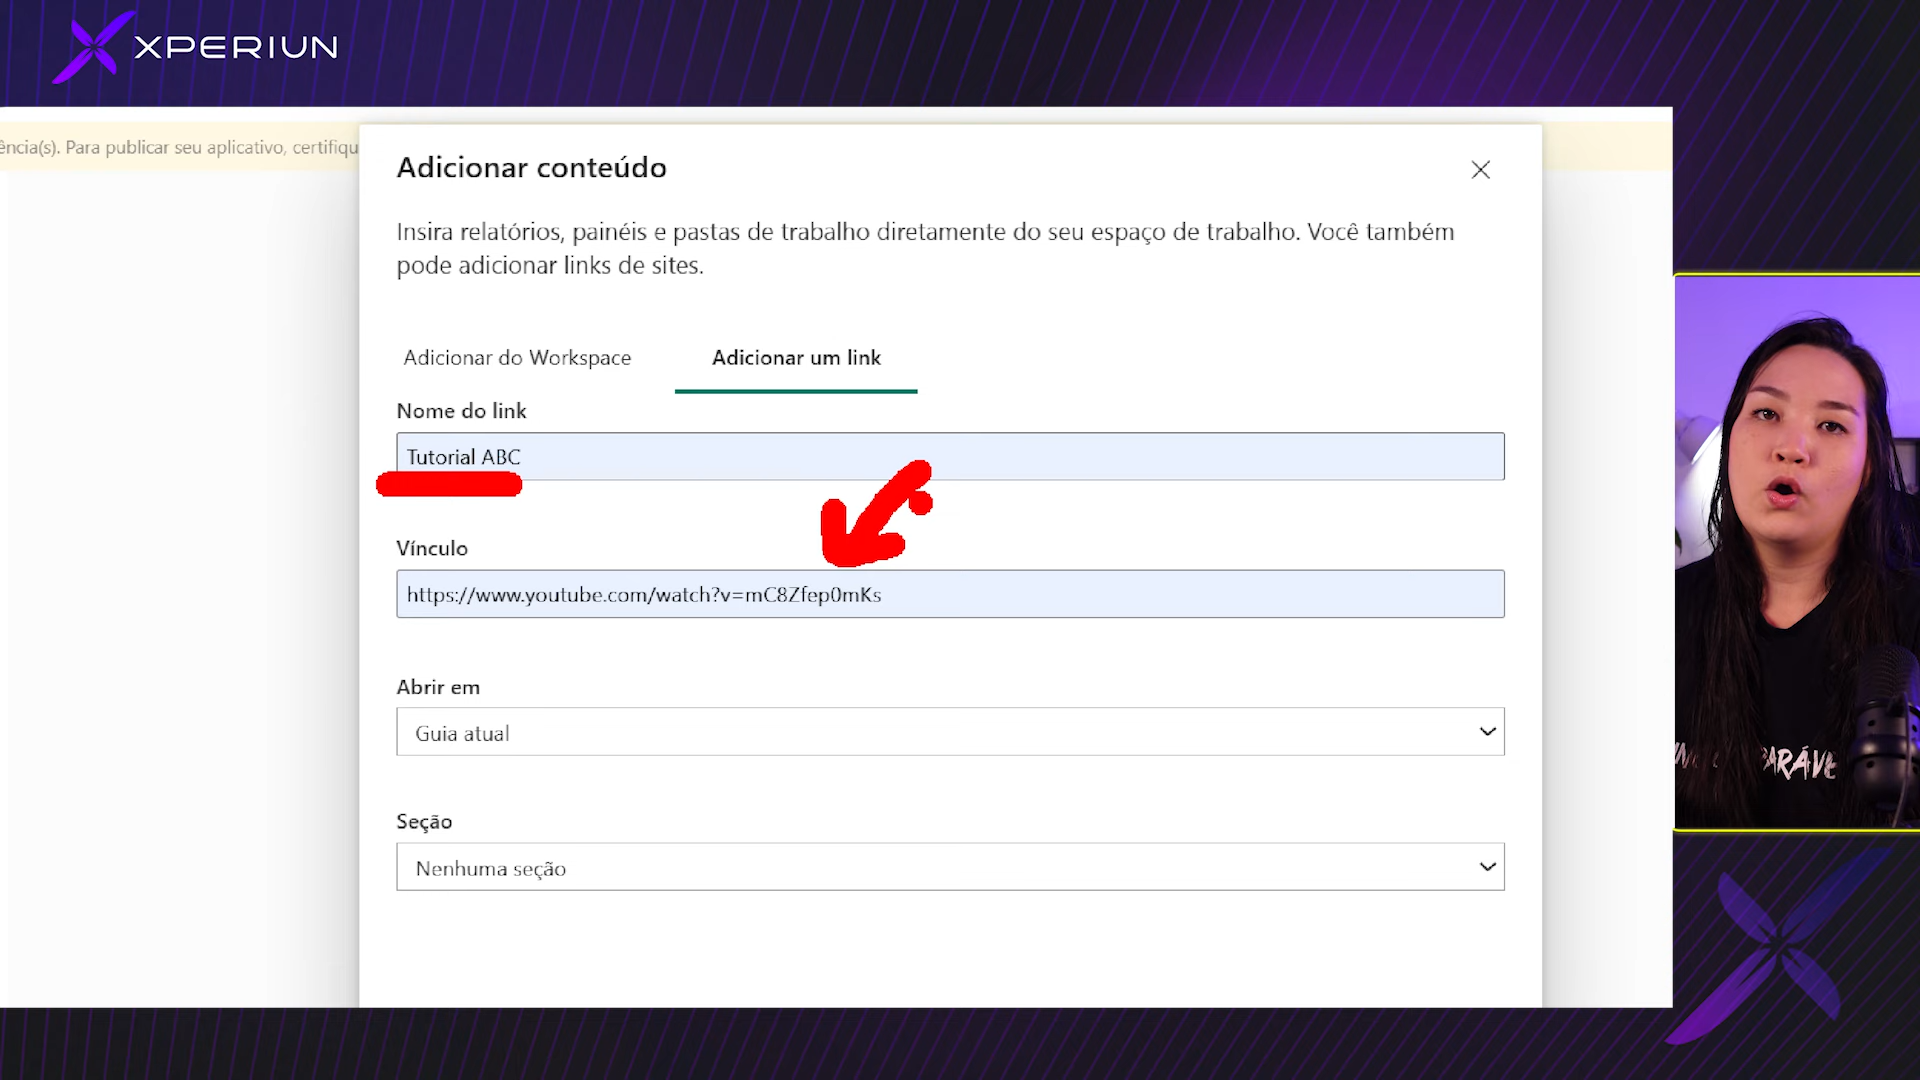 XPERIUN
ência(s). Para publicar seu aplicativo, certifiqu
Adicionar conteúdo
Insira relatórios, painéis e pastas de trabalho diretamente do seu espaço de trabalho. Você também
pode adicionar links de sites.
Adicionar do Workspace
Adicionar um link
Nome do link
Tutorial ABC
Vínculo
https://www.youtube.com/watch?v=mC8Zfep0mKs
Abrir em
Guia atual
Seção
Nenhuma seção